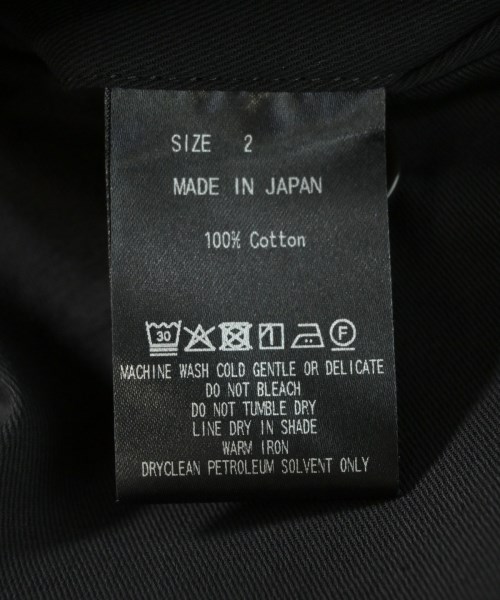 SIZE 2
MADE IN JAPAN
100% Cotton
30 F
MACHINE WASH COLD GENTLE OR DELICATE
DO NOT BLEACH
DO NOT TUMBLE DRY
LINE DRY IN SHADE
WARM IRON
DRYCLEAN PETROLEUM SOLVENT ONLY